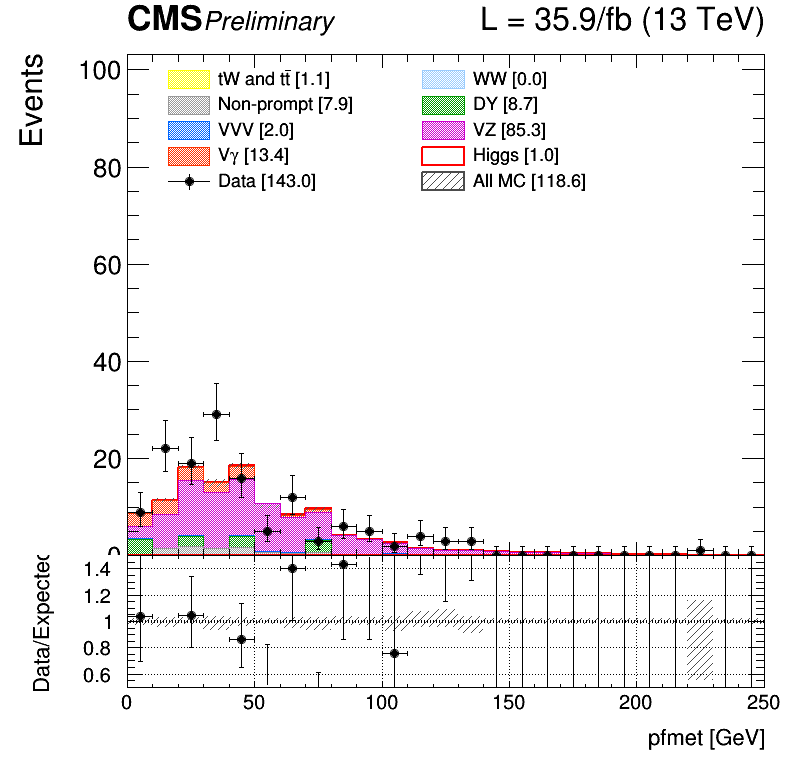 CMS Preliminary L = 35.9/fb (13 TeV)
Events
100
80
60
40
20
0
tW and tt̄ [1.1]
Non-prompt [7.9]
VVV [2.0]
Vγ [13.4]
Data [143.0]
WW [0.0]
DY [8.7]
VZ [85.3]
Higgs [1.0]
All MC [118.6]
Data/Expected
1.4
1.2
1
0.8
0.6
0 50 100 150 200 250
pfmet [GeV]